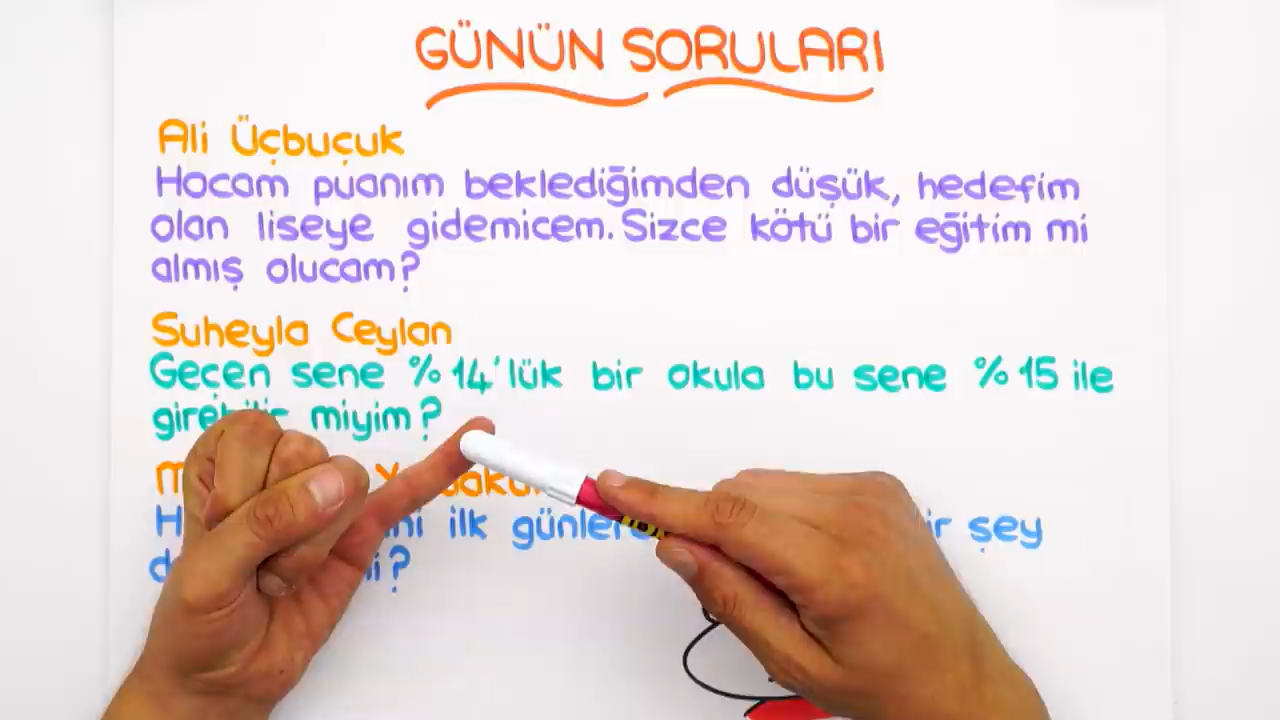 GÜNÜN SORULARI
Ali Üçbuçuk
Hocam puanım beklediğimden düşük, hedefim
olan liseye gidemicem. Sizce kötü bir eğitim mi
almış olucam?
Suheyla Ceylan
Geçen sene %14'lük bir okula bu sene %15 ile
girebilir miyim?
ilk şey